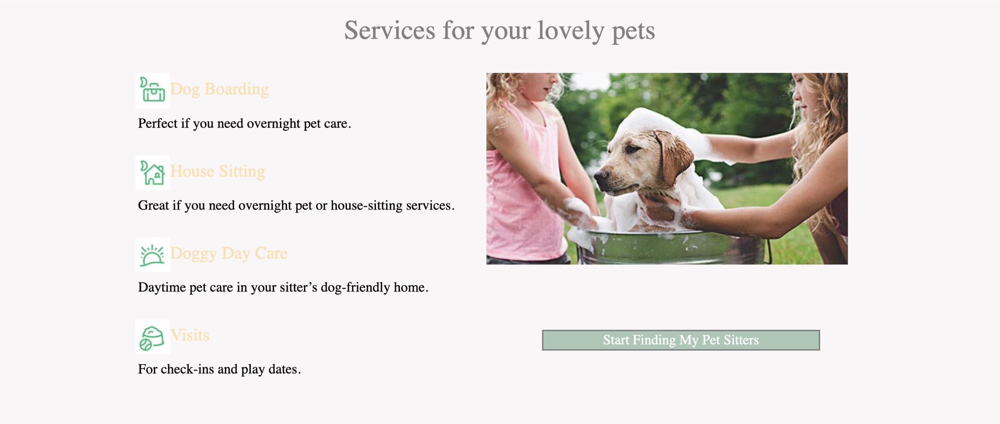 Services for your lovely pets
Dog Boarding
Perfect if you need overnight pet care.
House Sitting
Great if you need overnight pet or house-sitting services.
Doggy Day Care
Daytime pet care in your sitter’s dog-friendly home.
Visits
For check-ins and play dates.
Start Finding My Pet Sitters